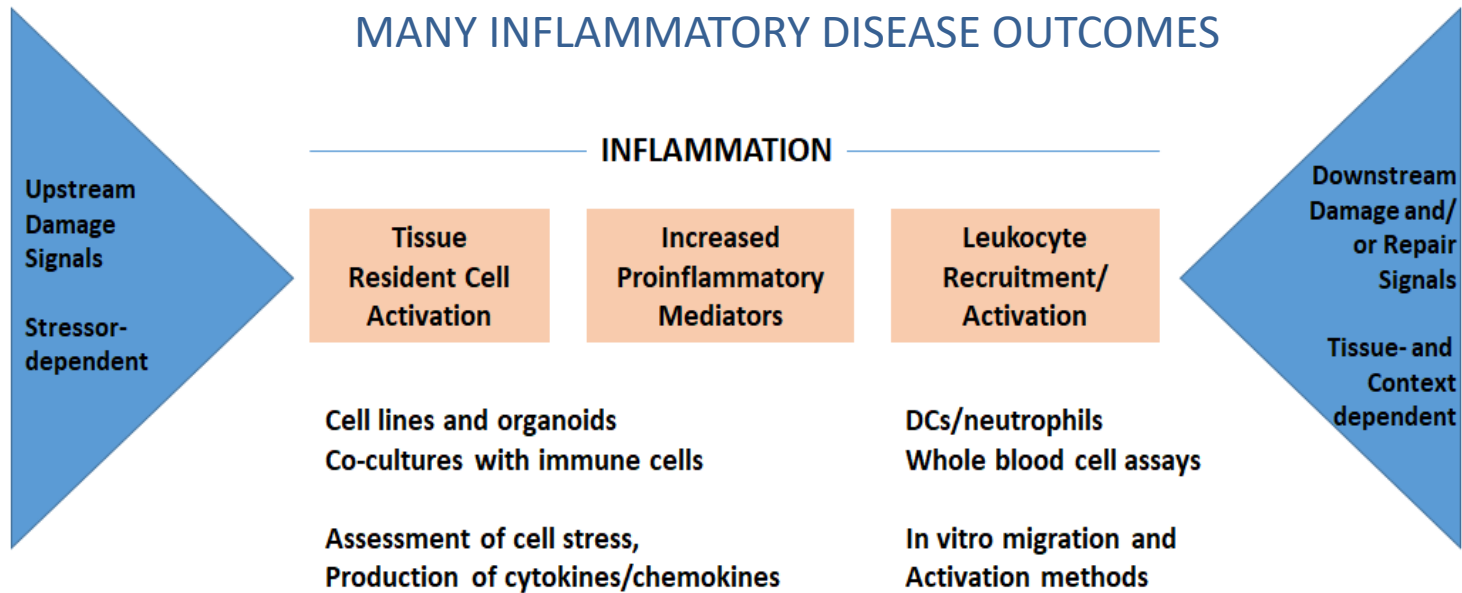 MANY INFLAMMATORY DISEASE OUTCOMES
INFLAMMATION
Upstream
Damage
Signals
Stressor-
dependent
Tissue
Resident Cell
Activation
Increased
Proinflammatory
Mediators
Leukocyte
Recruitment/
Activation
Downstream
Damage and/
or Repair
Signals
Tissue- and
Context
dependent
Cell lines and organoids
Co-cultures with immune cells
Assessment of cell stress,
Production of cytokines/chemokines
DCs/neutrophils
Whole blood cell assays
In vitro migration and
Activation methods